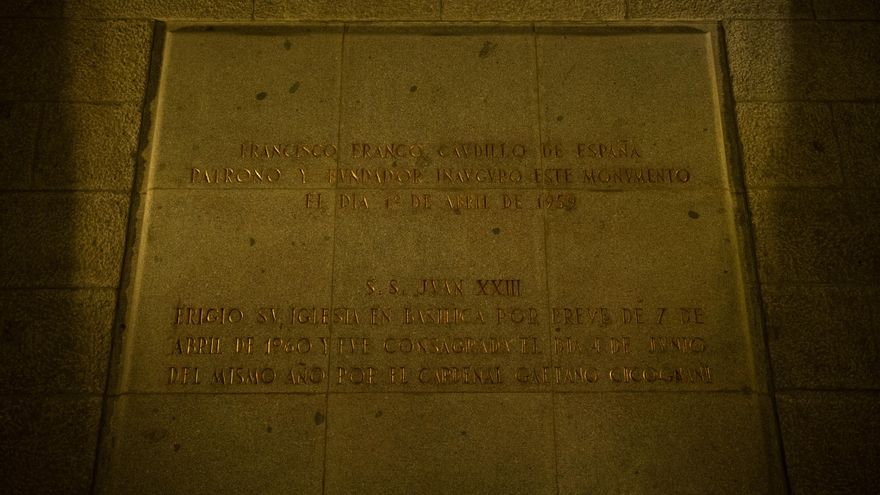 FRANCISCO FRANCO CAVDILLO DE ESPAÑA
PATRONO Y FVNDADOR INAVGVRO ESTE MONVMENTO
EL DIA 1º DE ABRIL DE 1959
S. S. JVAN XXIII
ERIGIO SV IGLESIA EN BASILICA POR BREVE DE 7 DE
ABRIL DE 1960 Y FVE CONSAGRADA EL DIA 4 DE JVNIO
DEL MISMO AÑO POR EL CARDENAL GAETANO CICOGNANI